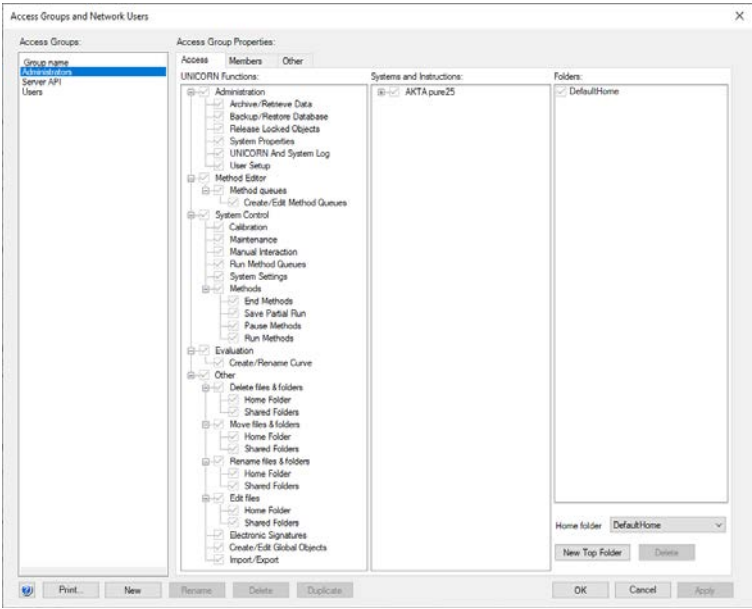 Access Groups and Network Users
Access Groups:
Access Group Properties:
Group name
Administrators
Server API
Users
Access Members Other
UNICORN Functions:
Administration
Archive/Retrieve Data
Backup/Restore Database
Release Locked Objects
System Properties
UNICORN And System Log
User Setup
Method Editor
Method queues
Create/Edit Method Queues
System Control
Calibration
Maintenance
Manual Interaction
Run Method Queues
System Settings
Methods
End Methods
Save Partial Run
Pause Methods
Run Methods
Evaluation
Create/Rename Curve
Other
Delete files & folders
Home Folder
Shared Folders
Move files & folders
Home Folder
Shared Folders
Rename files & folders
Home Folder
Shared Folders
Edit files
Home Folder
Shared Folders
Electronic Signatures
Create/Edit Global Objects
Import/Export
Systems and Instructions:
AKTA pure25
Folders:
DefaultHome
Home folder DefaultHome
New Top Folder Delete
Print... New Rename Delete Duplicate OK Cancel Apply